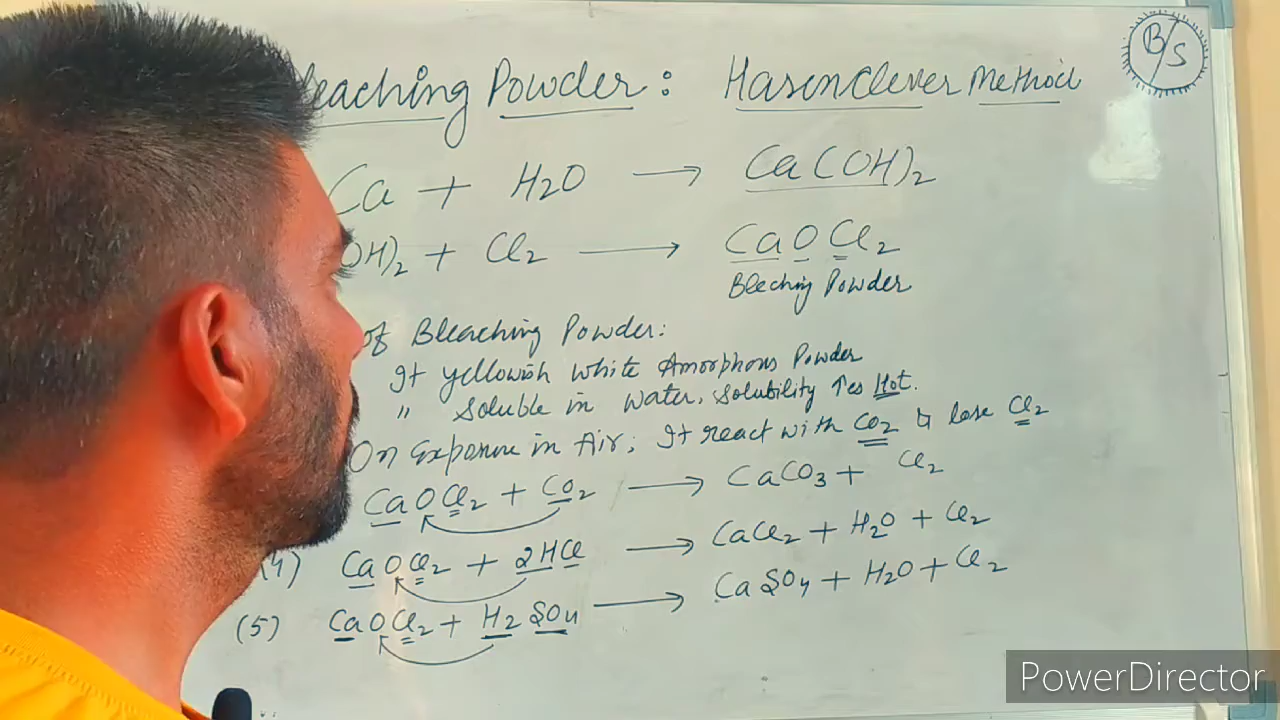 B/S
leaching Powder: Hasenclever Method
Ca + H2O → Ca(OH)2
OH)2 + Cl2 → CaOCl2
Bleching Powder
of Bleaching Powder:
It yellowish white Amorphous Powder
" Soluble in water, solubility ↑es Hot.
On Exposure in Air; It react with CO2 & lose Cl2
CaOCl2 + CO2 → CaCO3 + Cl2
(4) CaOCl2 + 2HCl → CaCl2 + H2O + Cl2
(5) CaOCl2 + H2SO4 → CaSO4 + H2O + Cl2
PowerDirector